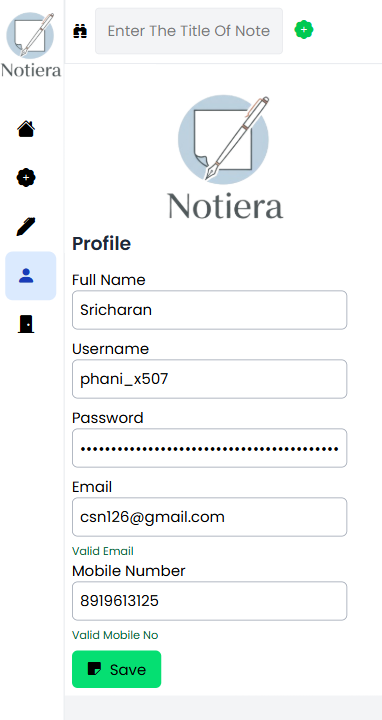 Notiera
Enter The Title Of Note
Notiera
Profile
Full Name
Sricharan
Username
phani_x507
Password
••••••••••••••••••••••••••••••••••••••••••
Email
csn126@gmail.com
Valid Email
Mobile Number
8919613125
Valid Mobile No
Save